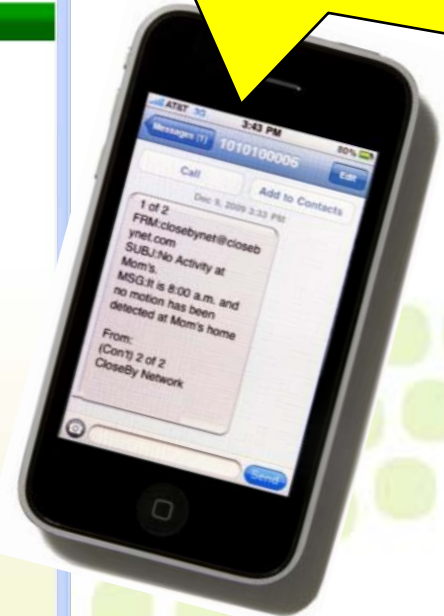 AT&T 3G 3:43 PM 80%
Messages (1) 1010100006 Edit
Call Add to Contacts
Dec 9, 2009 3:33 PM
1 of 2
FRM:closebynet@closeb
ynet.com
SUBJ:No Activity at
Mom's.
MSG:It is 8:00 a.m. and
no motion has been
detected at Mom's home
From:
(Con't) 2 of 2
CloseBy Network
Send